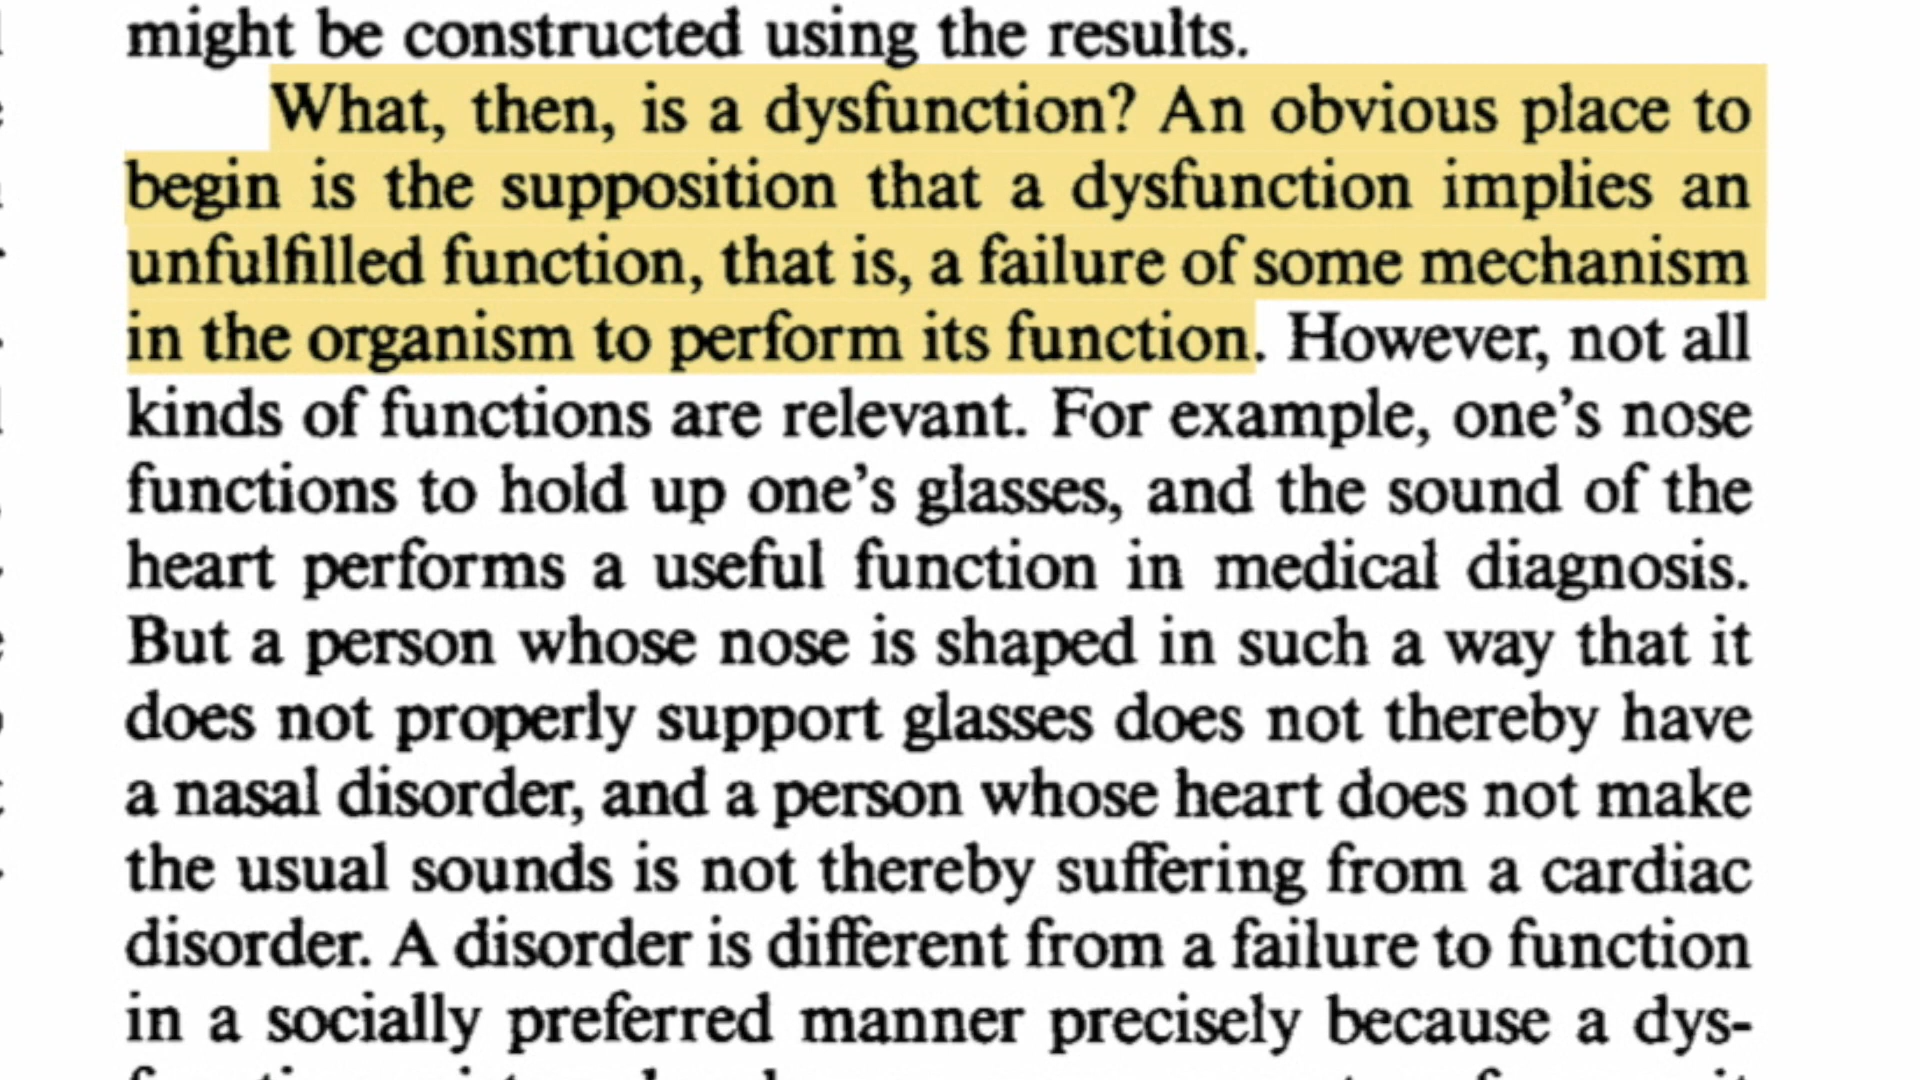 might be constructed using the results.
What, then, is a dysfunction? An obvious place to
begin is the supposition that a dysfunction implies an
unfulfilled function, that is, a failure of some mechanism
in the organism to perform its function. However, not all
kinds of functions are relevant. For example, one's nose
functions to hold up one's glasses, and the sound of the
heart performs a useful function in medical diagnosis.
But a person whose nose is shaped in such a way that it
does not properly support glasses does not thereby have
a nasal disorder, and a person whose heart does not make
the usual sounds is not thereby suffering from a cardiac
disorder. A disorder is different from a failure to function
in a socially preferred manner precisely because a dys-